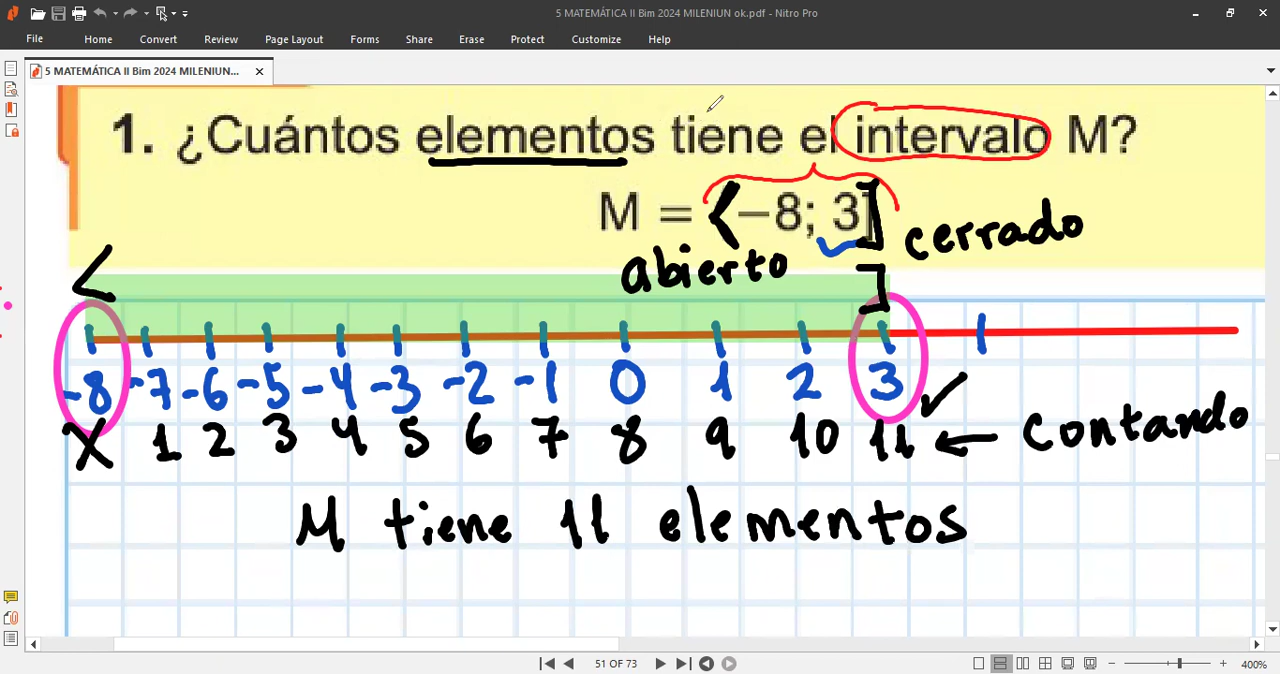 5 MATEMÁTICA II Bim 2024 MILENIUN ok.pdf - Nitro Pro
File Home Convert Review Page Layout Forms Share Erase Protect Customize Help
5 MATEMÁTICA II Bim 2024 MILENIUN...
1. ¿Cuántos elementos tiene el intervalo M?
M = ⟨−8; 3]
abierto cerrado
< ]
-8 -7 -6 -5 -4 -3 -2 -1 0 1 2 3
X 1 2 3 4 5 6 7 8 9 10 11 ← contando
M tiene 11 elementos
51 OF 73
400%